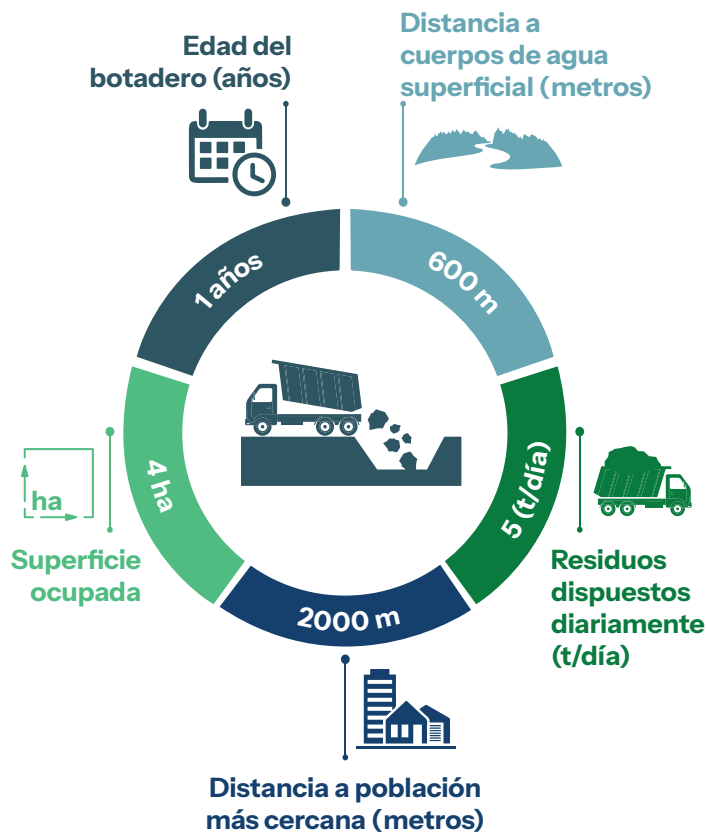 Edad del
botadero (años)
Distancia a
cuerpos de agua
superficial (metros)
1 años
600 m
4 ha
5 (t/día)
2000 m
ha
Superficie
ocupada
Residuos
dispuestos
diariamente
(t/día)
Distancia a población
más cercana (metros)